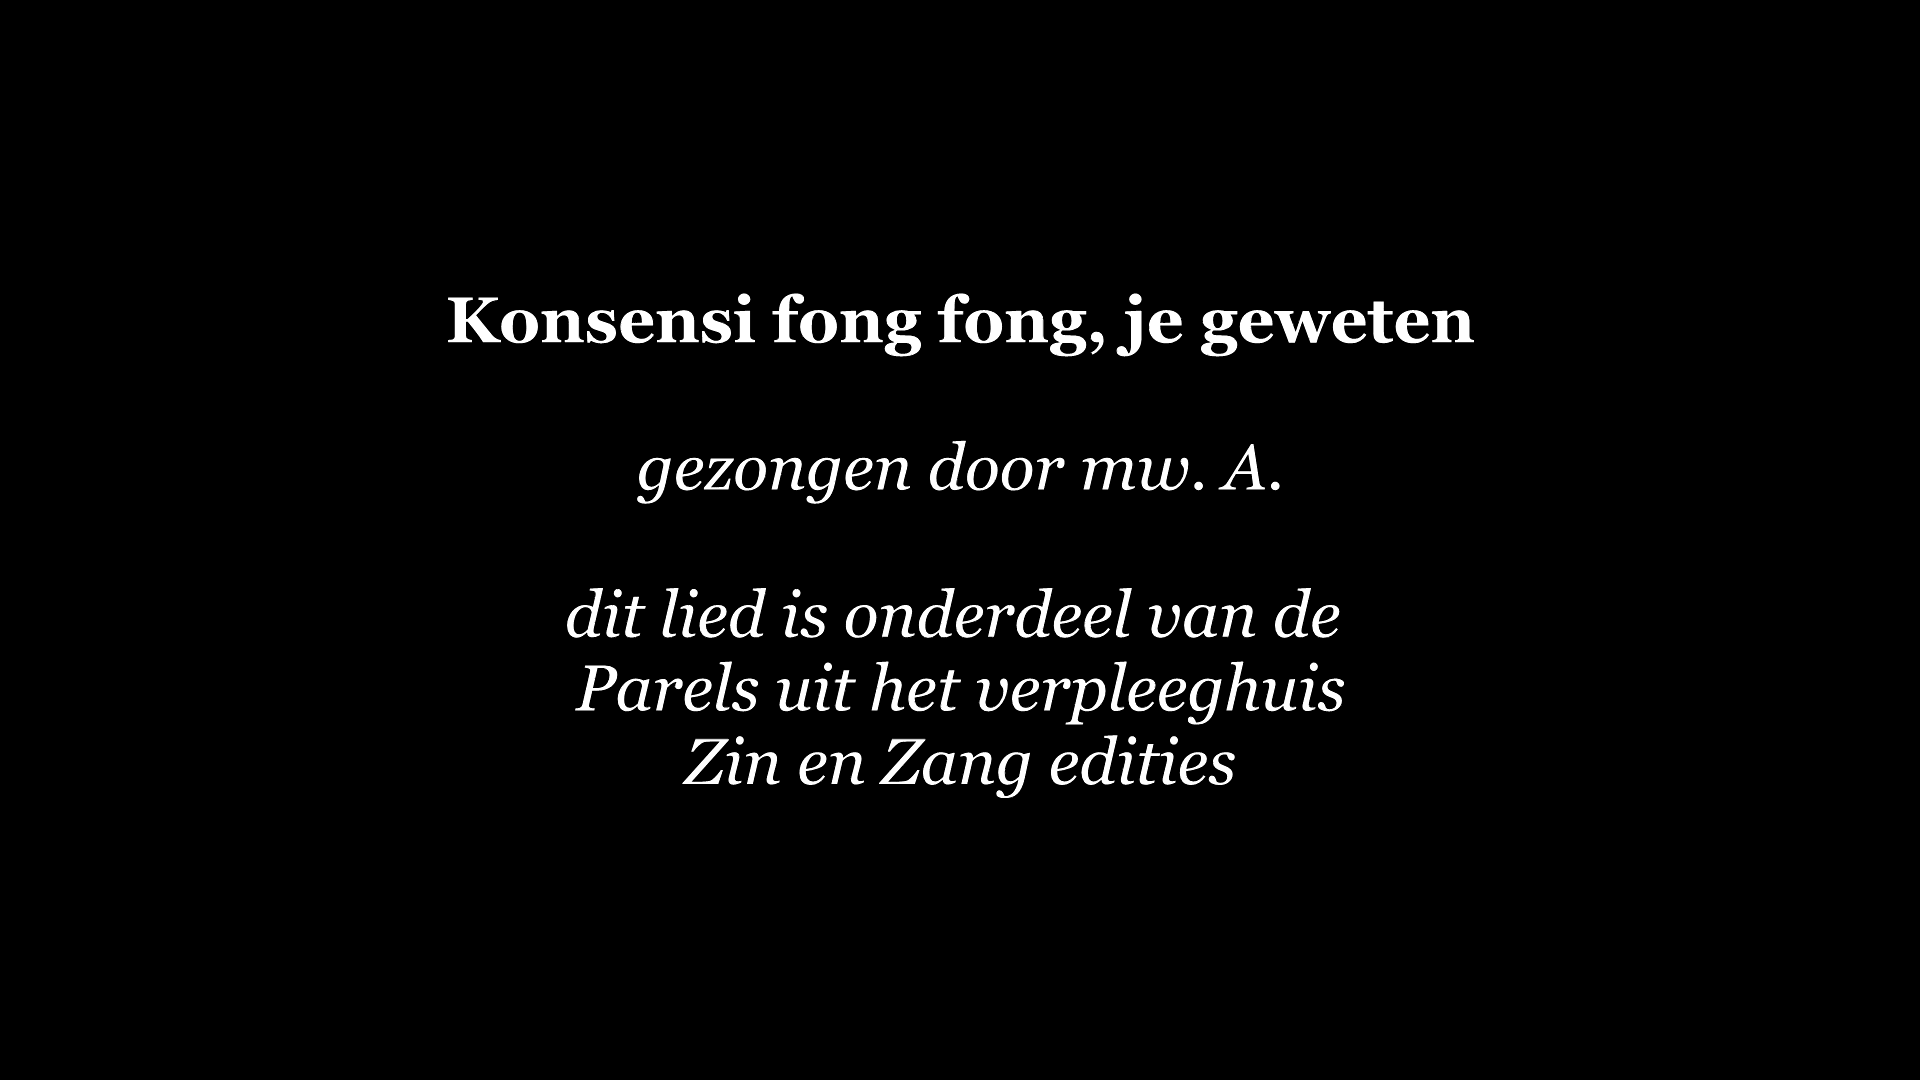 Konsensi fong fong, je geweten
gezongen door mw. A.
dit lied is onderdeel van de
Parels uit het verpleeghuis
Zin en Zang edities